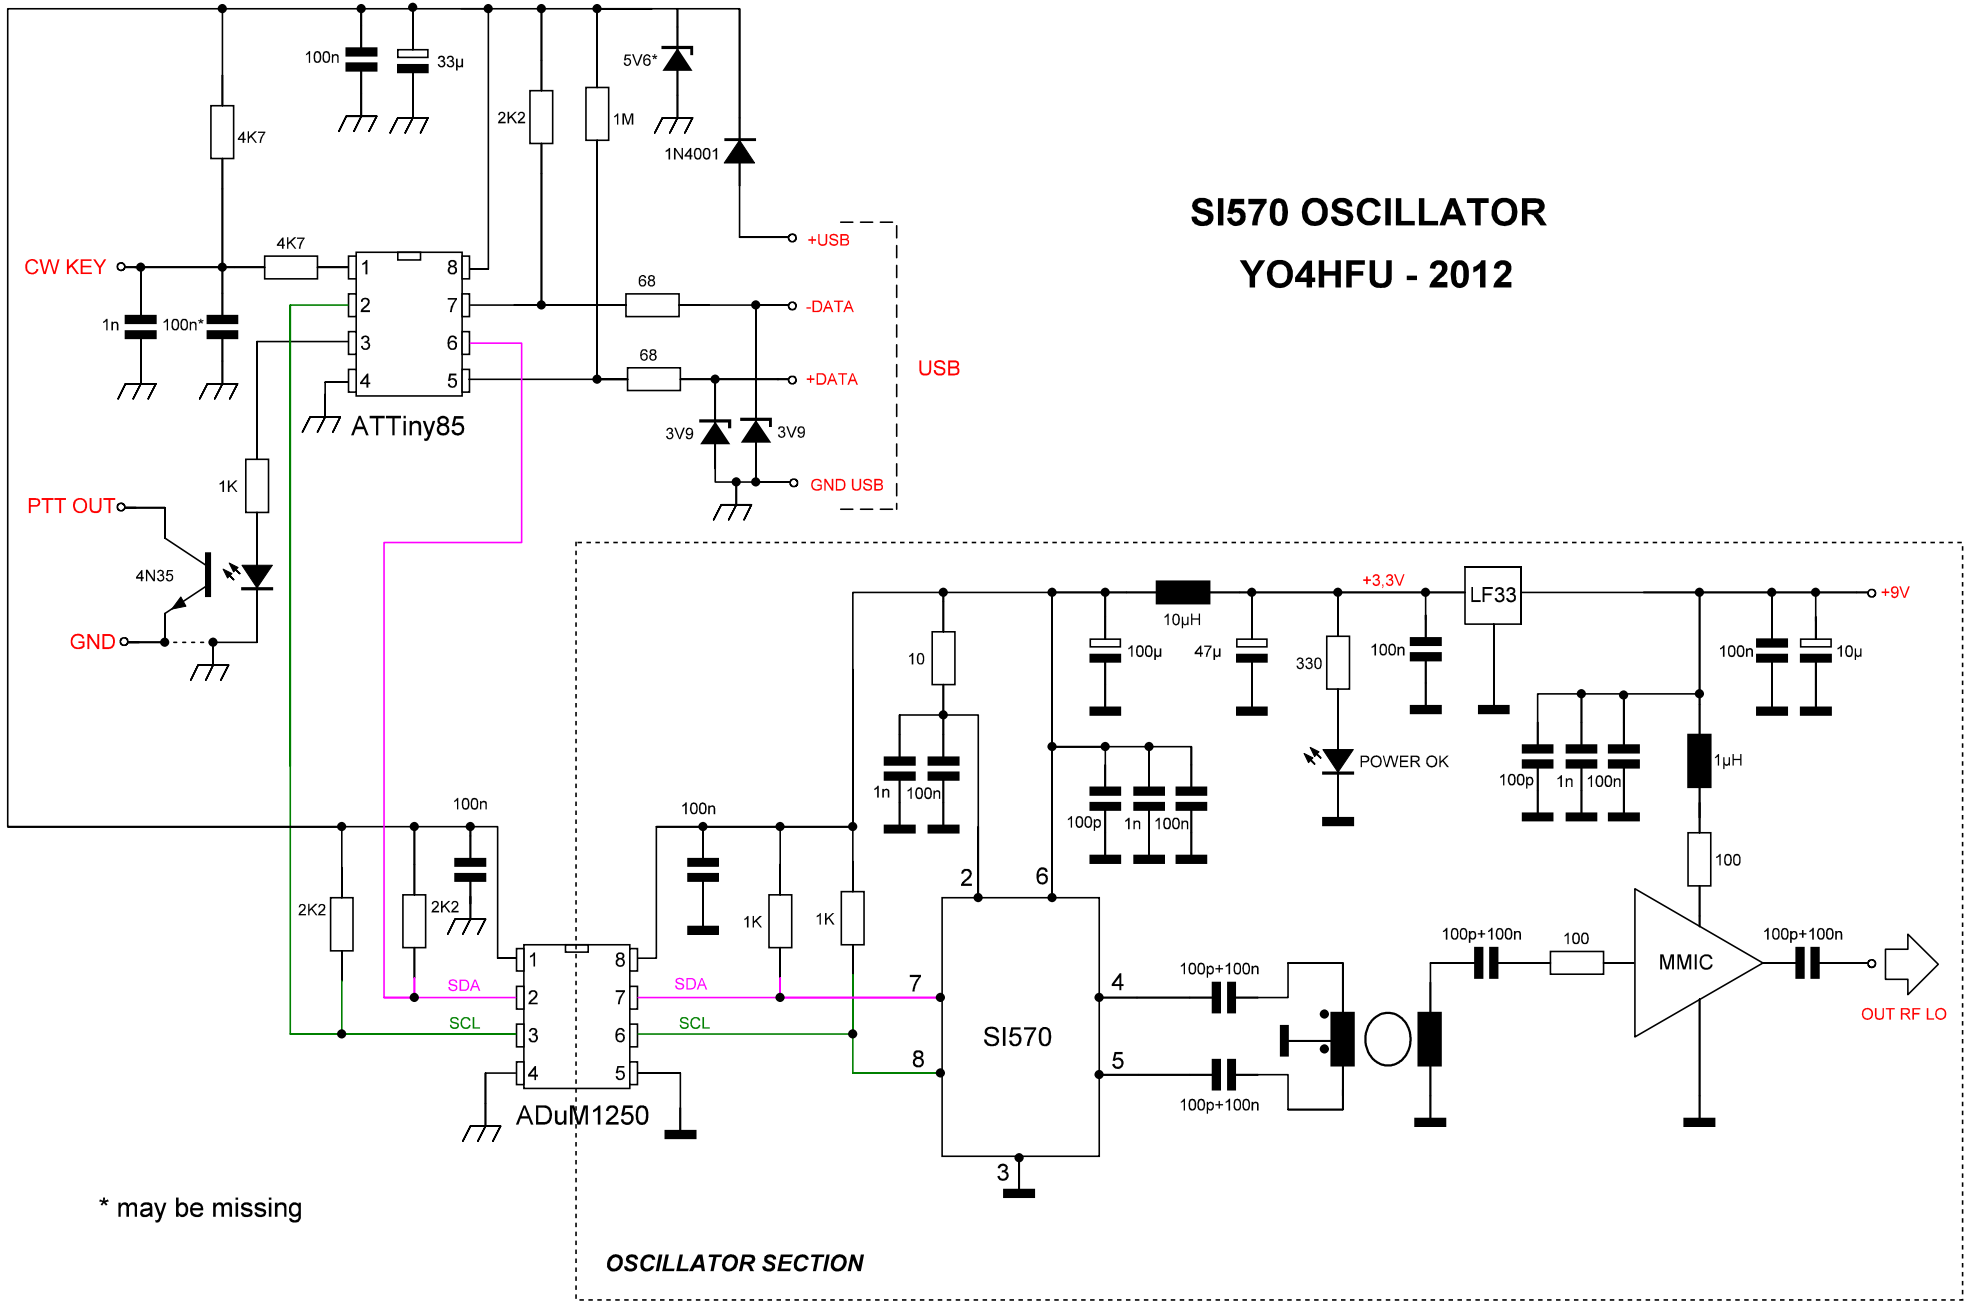 100n
33µ
5V6*
4K7
2K2
1M
1N4001
SI570 OSCILLATOR
YO4HFU - 2012
+USB
4K7
CW KEY
1
8
68
2
7
-DATA
1n
100n*
3
6
68
USB
4
5
+DATA
ATTiny85
3V9
3V9
1K
GND USB
PTT OUT
4N35
+3,3V
LF33
+9V
10µH
GND
10
100µ
47µ
330
100n
100n
10µ
POWER OK
1µH
100p
1n
100n
1n
100n
100n
100n
100p
1n
100n
100
2
6
2K2
2K2
1K
1K
100p+100n
100
100p+100n
1
8
MMIC
100p+100n
SDA
2
7
SDA
7
4
SCL
3
6
SCL
SI570
OUT RF LO
4
5
8
5
ADuM1250
100p+100n
3
* may be missing
OSCILLATOR SECTION